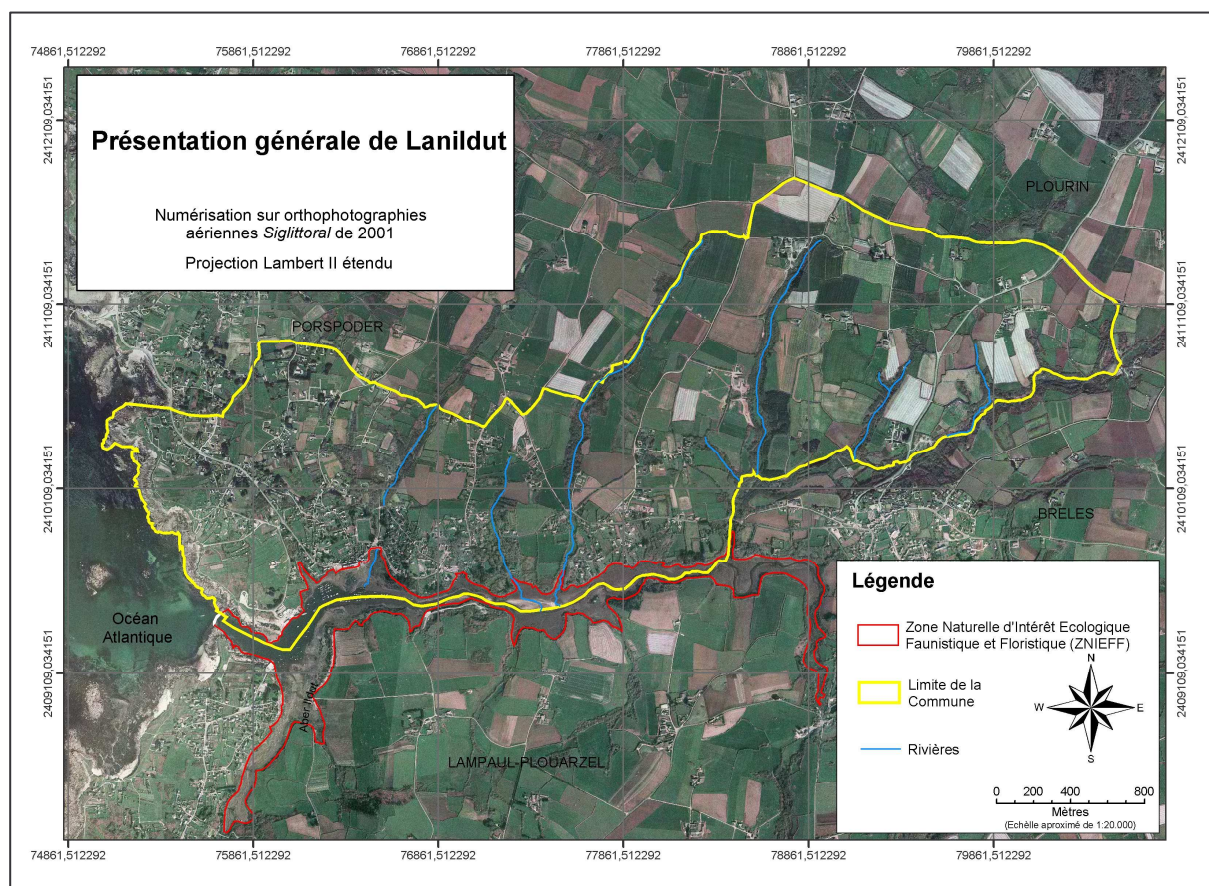 74861,512292 75861,512292 76861,512292 77861,512292 78861,512292 79861,512292
Présentation générale de Lanildut
Numérisation sur orthophotographies
aériennes Siglittoral de 2001
Projection Lambert II étendu
2412109,034151
2411109,034151
2410109,034151
2409109,034151
2412109,034151
2411109,034151
2410109,034151
2409109,034151
PLOURIN
PORSPODER
BRELES
Océan
Atlantique
Aber Ildut
LAMPAUL-PLOUARZEL
Légende
Zone Naturelle d'Intérêt Ecologique
Faunistique et Floristique (ZNIEFF)
Limite de la
Commune
Rivières
N
W E
S
0 200 400 600 800
Mètres
(Echèlle aproximé de 1:20.000)
74861,512292 75861,512292 76861,512292 77861,512292 78861,512292 79861,512292